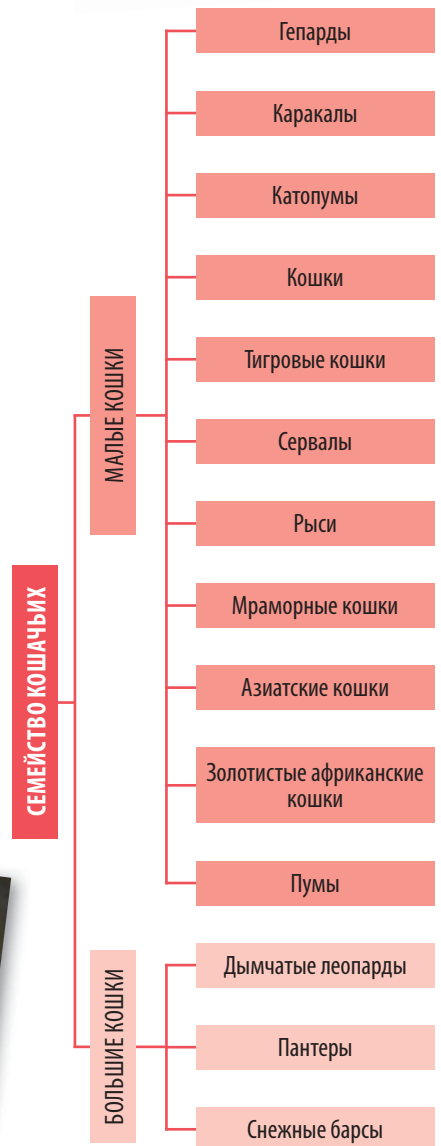 СЕМЕЙСТВО КОШАЧЬИХ
МАЛЫЕ КОШКИ
Гепарды
Каракалы
Катопумы
Кошки
Тигровые кошки
Сервалы
Рыси
Мраморные кошки
Азиатские кошки
Золотистые африканские
кошки
Пумы
БОЛЬШИЕ КОШКИ
Дымчатые леопарды
Пантеры
Снежные барсы